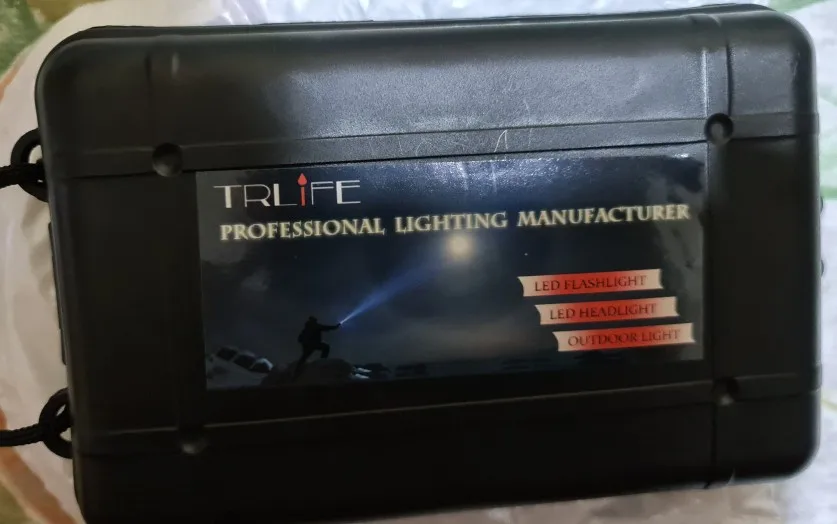 TRLiFE
PROFESSIONAL LIGHTING MANUFACTURER
LED FLASHLIGHT
LED HEADLIGHT
OUTDOOR LIGHT